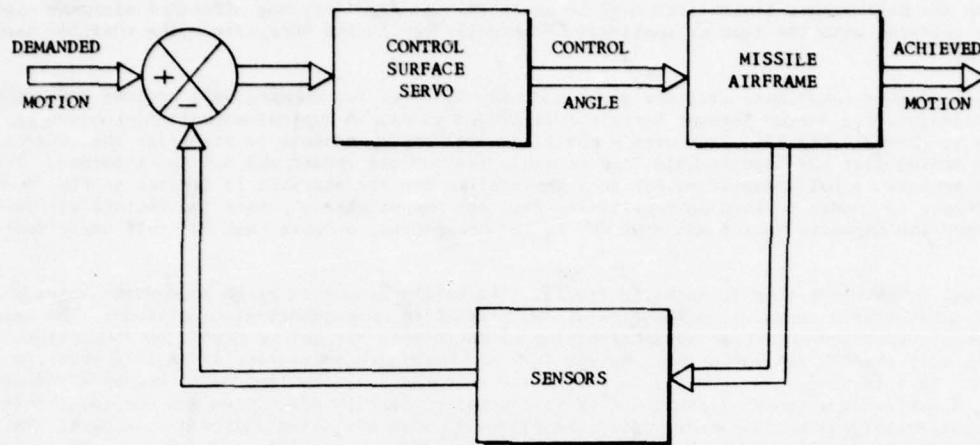 DEMANDED
MOTION
+
−
CONTROL
SURFACE
SERVO
CONTROL
ANGLE
MISSILE
AIRFRAME
ACHIEVED
MOTION
SENSORS